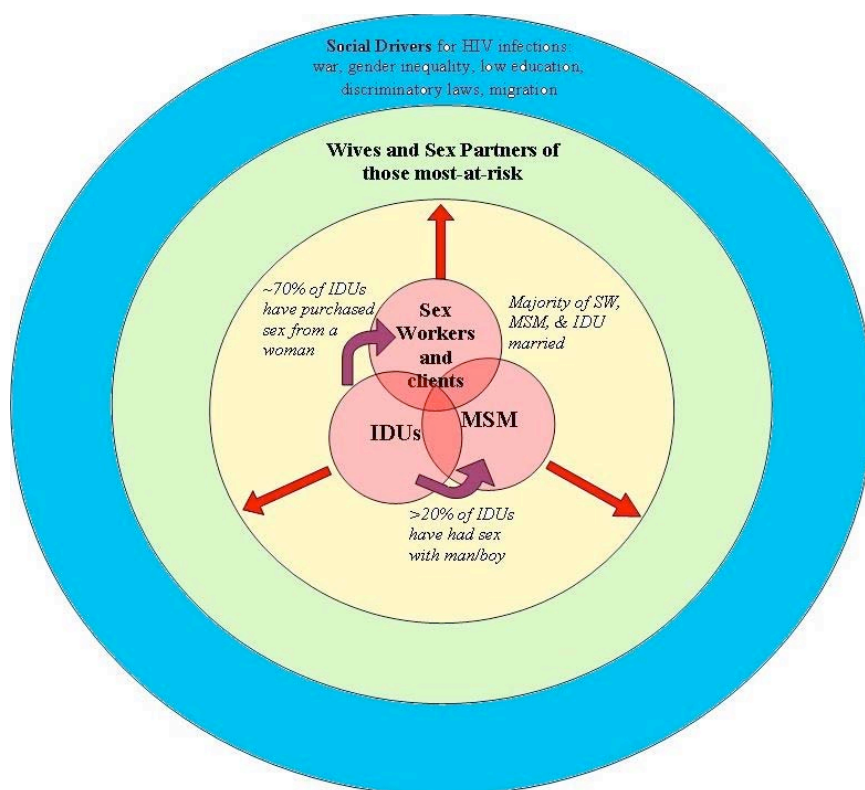 Social Drivers for HIV infections:
war, gender inequality, low education,
discriminatory laws, migration
Wives and Sex Partners of
those most-at-risk
~70% of IDUs
have purchased
sex from a
woman
Sex
Workers
and
clients
Majority of SW,
MSM, & IDU
married
IDUs
MSM
>20% of IDUs
have had sex
with man/boy